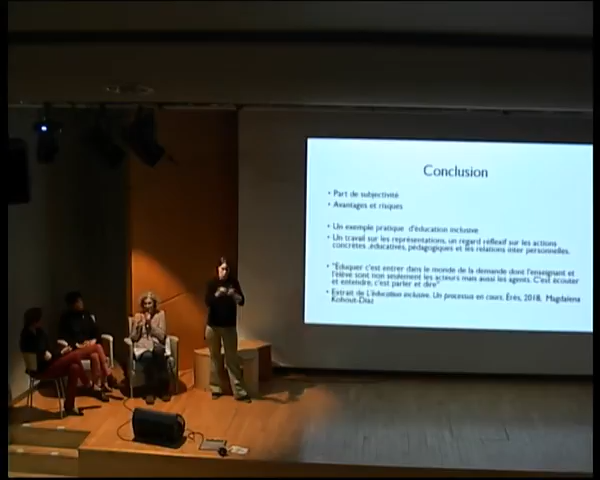 Conclusion
• Part de subjectivité
• Avantages et risques
• Un exemple pratique d'éducation inclusive
• Un travail sur les représentations, un regard réflexif sur les actions
concrètes ,éducatives, pédagogiques et les relations inter personnelles.
• "Éduquer c'est entrer dans le monde de la demande dont l'enseignant et
l'élève sont non seulement les acteurs mais aussi les agents. C'est écouter
et entendre, c'est parler et dire"
• Extrait de L'éducation inclusive. Un processus en cours. Érès, 2018, Magdalena
Kohout-Diaz